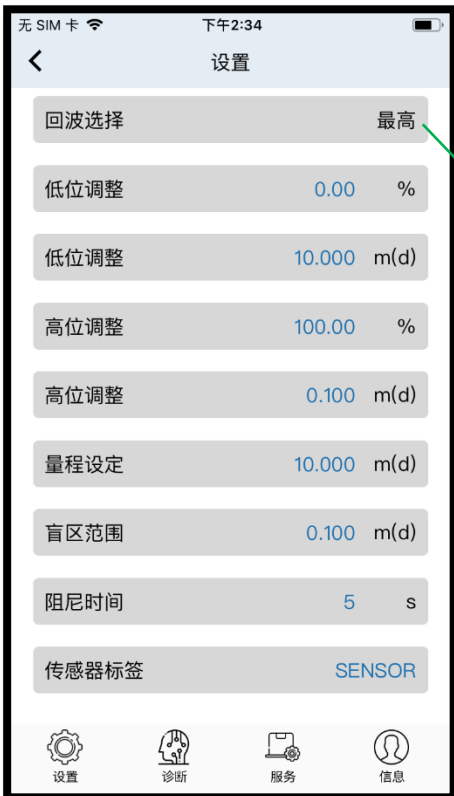 无 SIM 卡 下午2:34
设置
回波选择 最高
低位调整 0.00 %
低位调整 10.000 m(d)
高位调整 100.00 %
高位调整 0.100 m(d)
量程设定 10.000 m(d)
盲区范围 0.100 m(d)
阻尼时间 5 s
传感器标签 SENSOR
设置 诊断 服务 信息